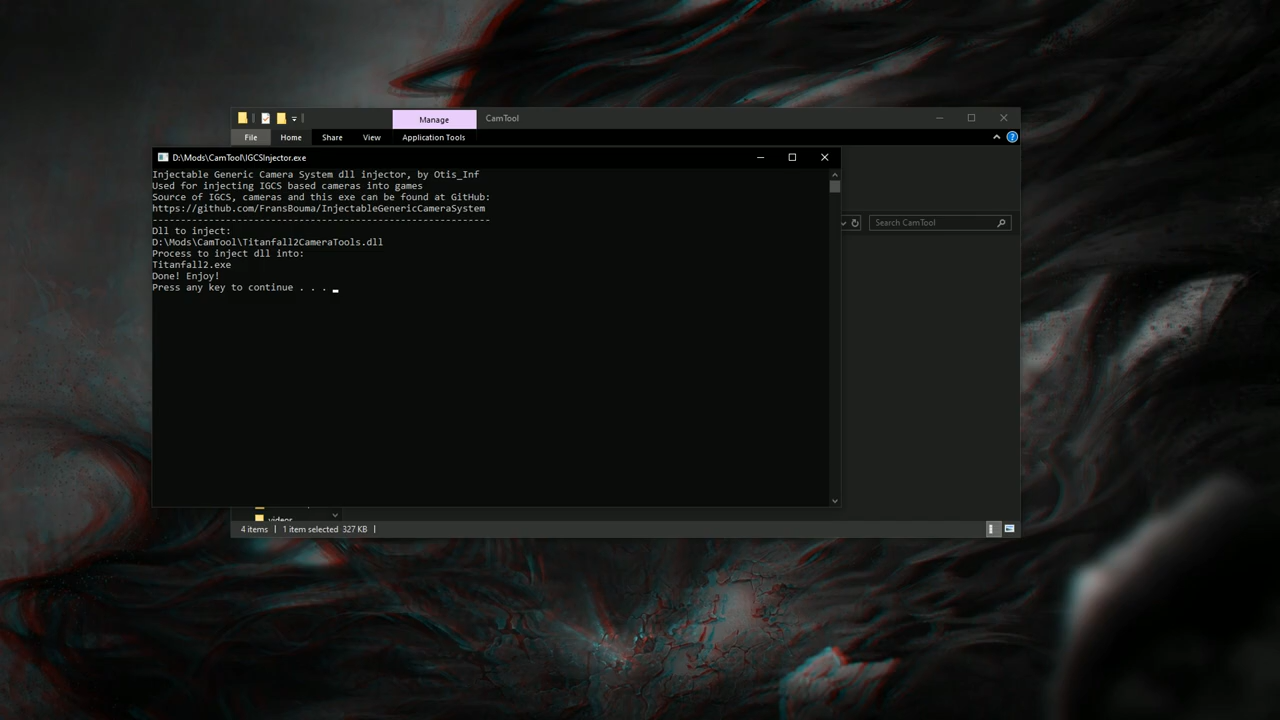 Manage
CamTool
File
Home
Share
View
Application Tools
D:\Mods\CamTool\IGCSInjector.exe
Injectable Generic Camera System dll injector, by Otis_Inf
Used for injecting IGCS based cameras into games
Source of IGCS, cameras and this exe can be found at GitHub:
https://github.com/FransBouma/InjectableGenericCameraSystem
------------------------------------------------------------
Dll to inject:
D:\Mods\CamTool\Titanfall2CameraTools.dll
Process to inject dll into:
Titanfall2.exe
Done! Enjoy!
Press any key to continue . . .
Search CamTool
videos
4 items
1 item selected 327 KB